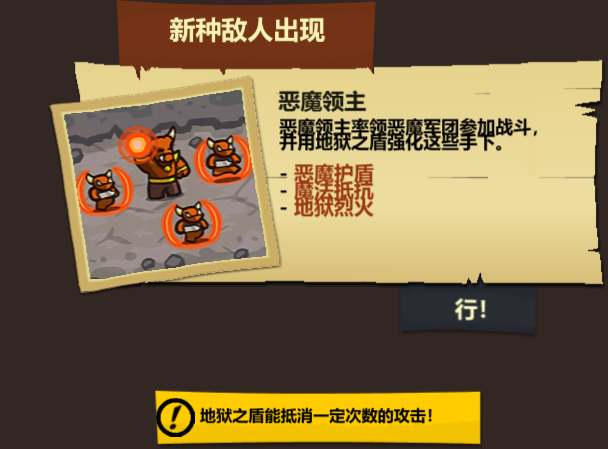 新种敌人出现
恶魔领主
恶魔领主率领恶魔军团参加战斗，
并用地狱之盾强化这些手下。
- 恶魔护盾
- 魔法抵抗
- 地狱烈火
行！
地狱之盾能抵消一定次数的攻击！